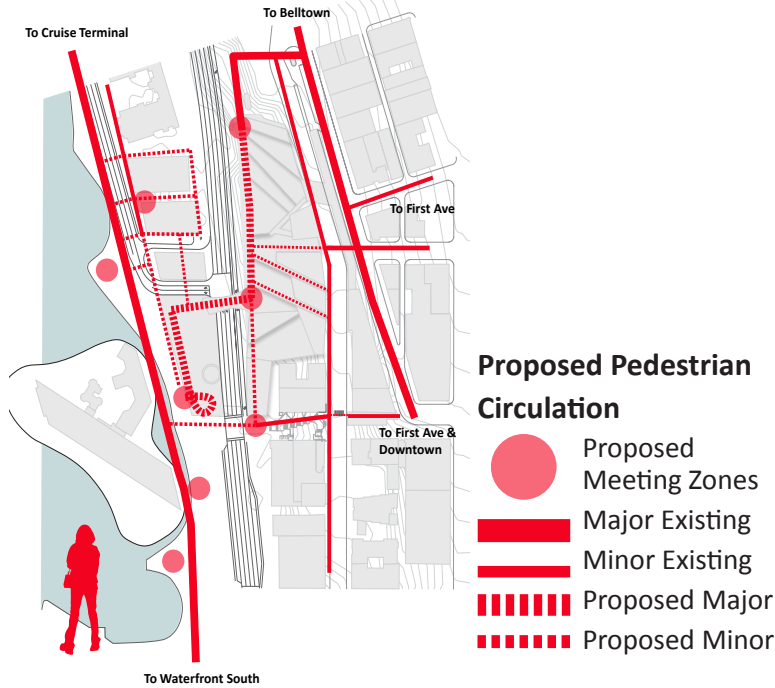 To Belltown
To Cruise Terminal
To First Ave
To First Ave &
Downtown
To Waterfront South
Proposed Pedestrian
Circulation
Proposed
Meeting Zones
Major Existing
Minor Existing
Proposed Major
Proposed Minor